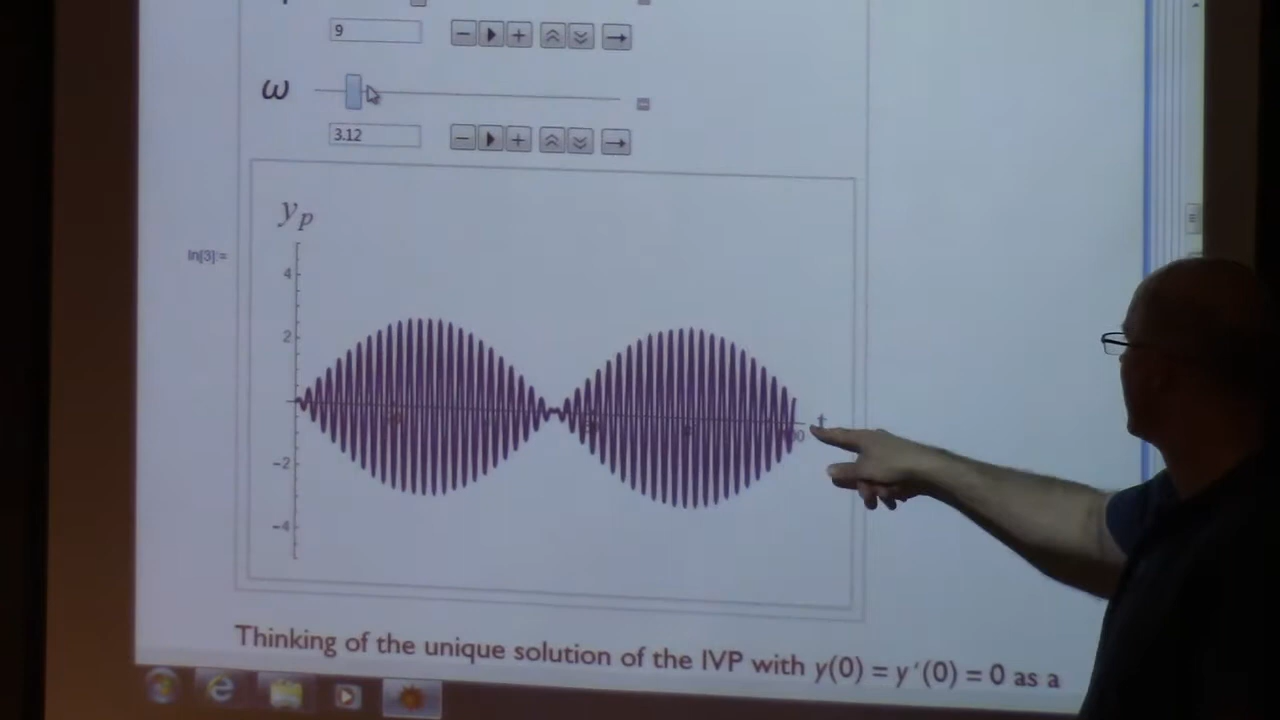 9
ω
3.12
y_p
In[3]:=
4
2
t
-2
-4
Thinking of the unique solution of the IVP with y(0) = y′(0) = 0 as a